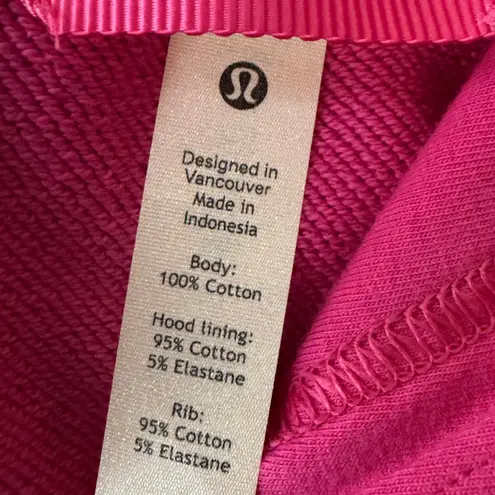 Designed in
Vancouver
Made in
Indonesia
Body:
100% Cotton
Hood lining:
95% Cotton
5% Elastane
Rib:
95% Cotton
5% Elastane